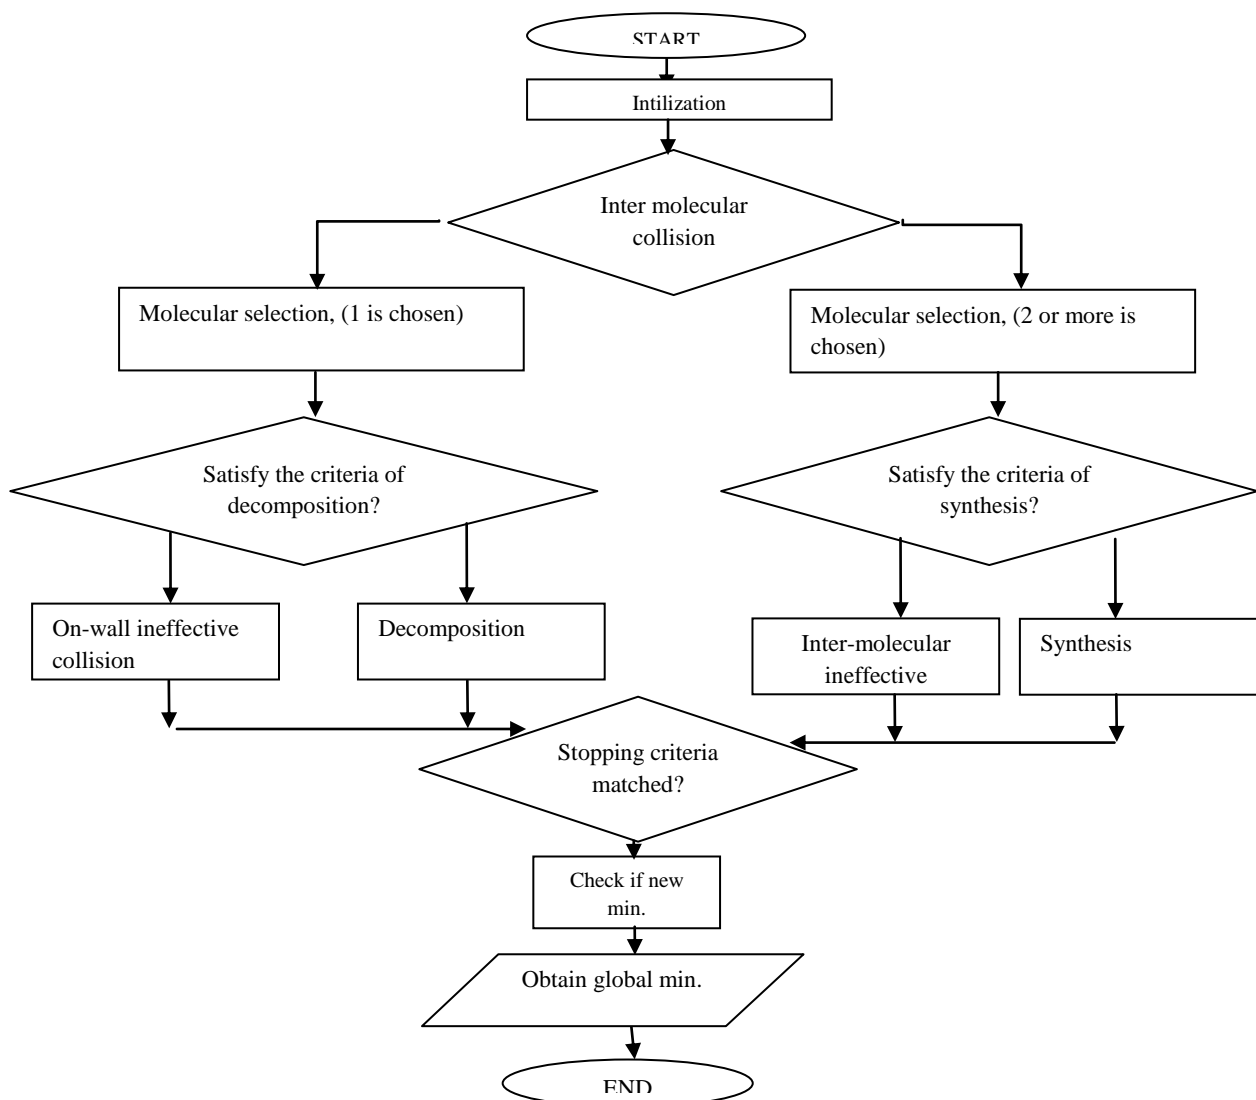 START
Intilization
Inter molecular
collision
Molecular selection, (1 is chosen)
Molecular selection, (2 or more is
chosen)
Satisfy the criteria of
decomposition?
Satisfy the criteria of
synthesis?
On-wall ineffective
collision
Decomposition
Inter-molecular
ineffective
Synthesis
Stopping criteria
matched?
Check if new
min.
Obtain global min.
END